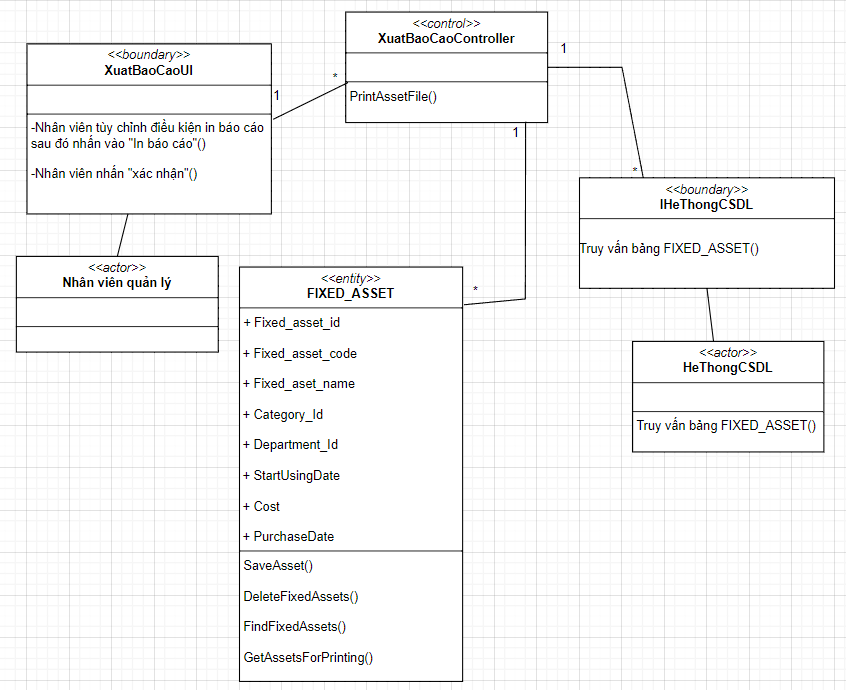 <<control>>
XuatBaoCaoController
PrintAssetFile()
1
*
1
<<boundary>>
XuatBaoCaoUI
1
-Nhân viên tùy chỉnh điều kiện in báo cáo
sau đó nhấn vào "In báo cáo"()
-Nhân viên nhấn "xác nhận"()
*
<<boundary>>
IHeThongCSDL
Truy vấn bảng FIXED_ASSET()
<<actor>>
Nhân viên quản lý
<<entity>>
FIXED_ASSET
*
+ Fixed_asset_id
+ Fixed_asset_code
+ Fixed_aset_name
+ Category_Id
+ Department_Id
+ StartUsingDate
+ Cost
+ PurchaseDate
SaveAsset()
DeleteFixedAssets()
FindFixedAssets()
GetAssetsForPrinting()
<<actor>>
HeThongCSDL
Truy vấn bảng FIXED_ASSET()